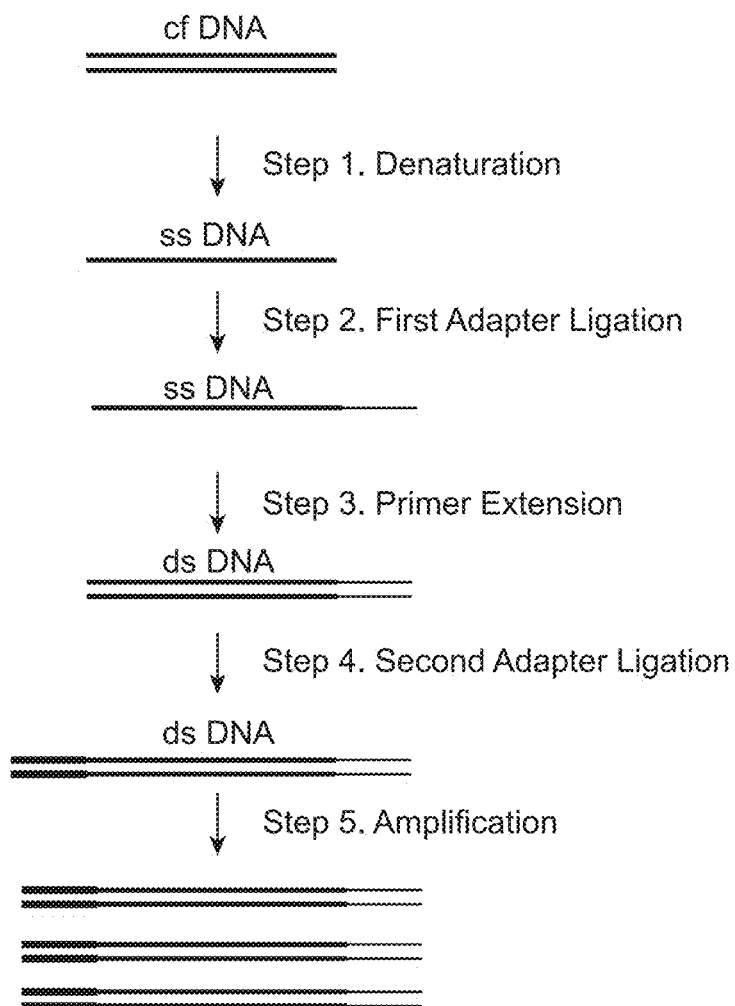 cf DNA
Step 1. Denaturation
ss DNA
Step 2. First Adapter Ligation
ss DNA
Step 3. Primer Extension
ds DNA
Step 4. Second Adapter Ligation
ds DNA
Step 5. Amplification